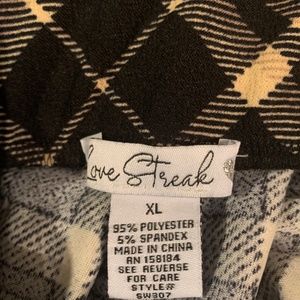 Love Streak
XL
95% POLYESTER
5% SPANDEX
MADE IN CHINA
RN 158184
SEE REVERSE
FOR CARE
STYLE#
SW307